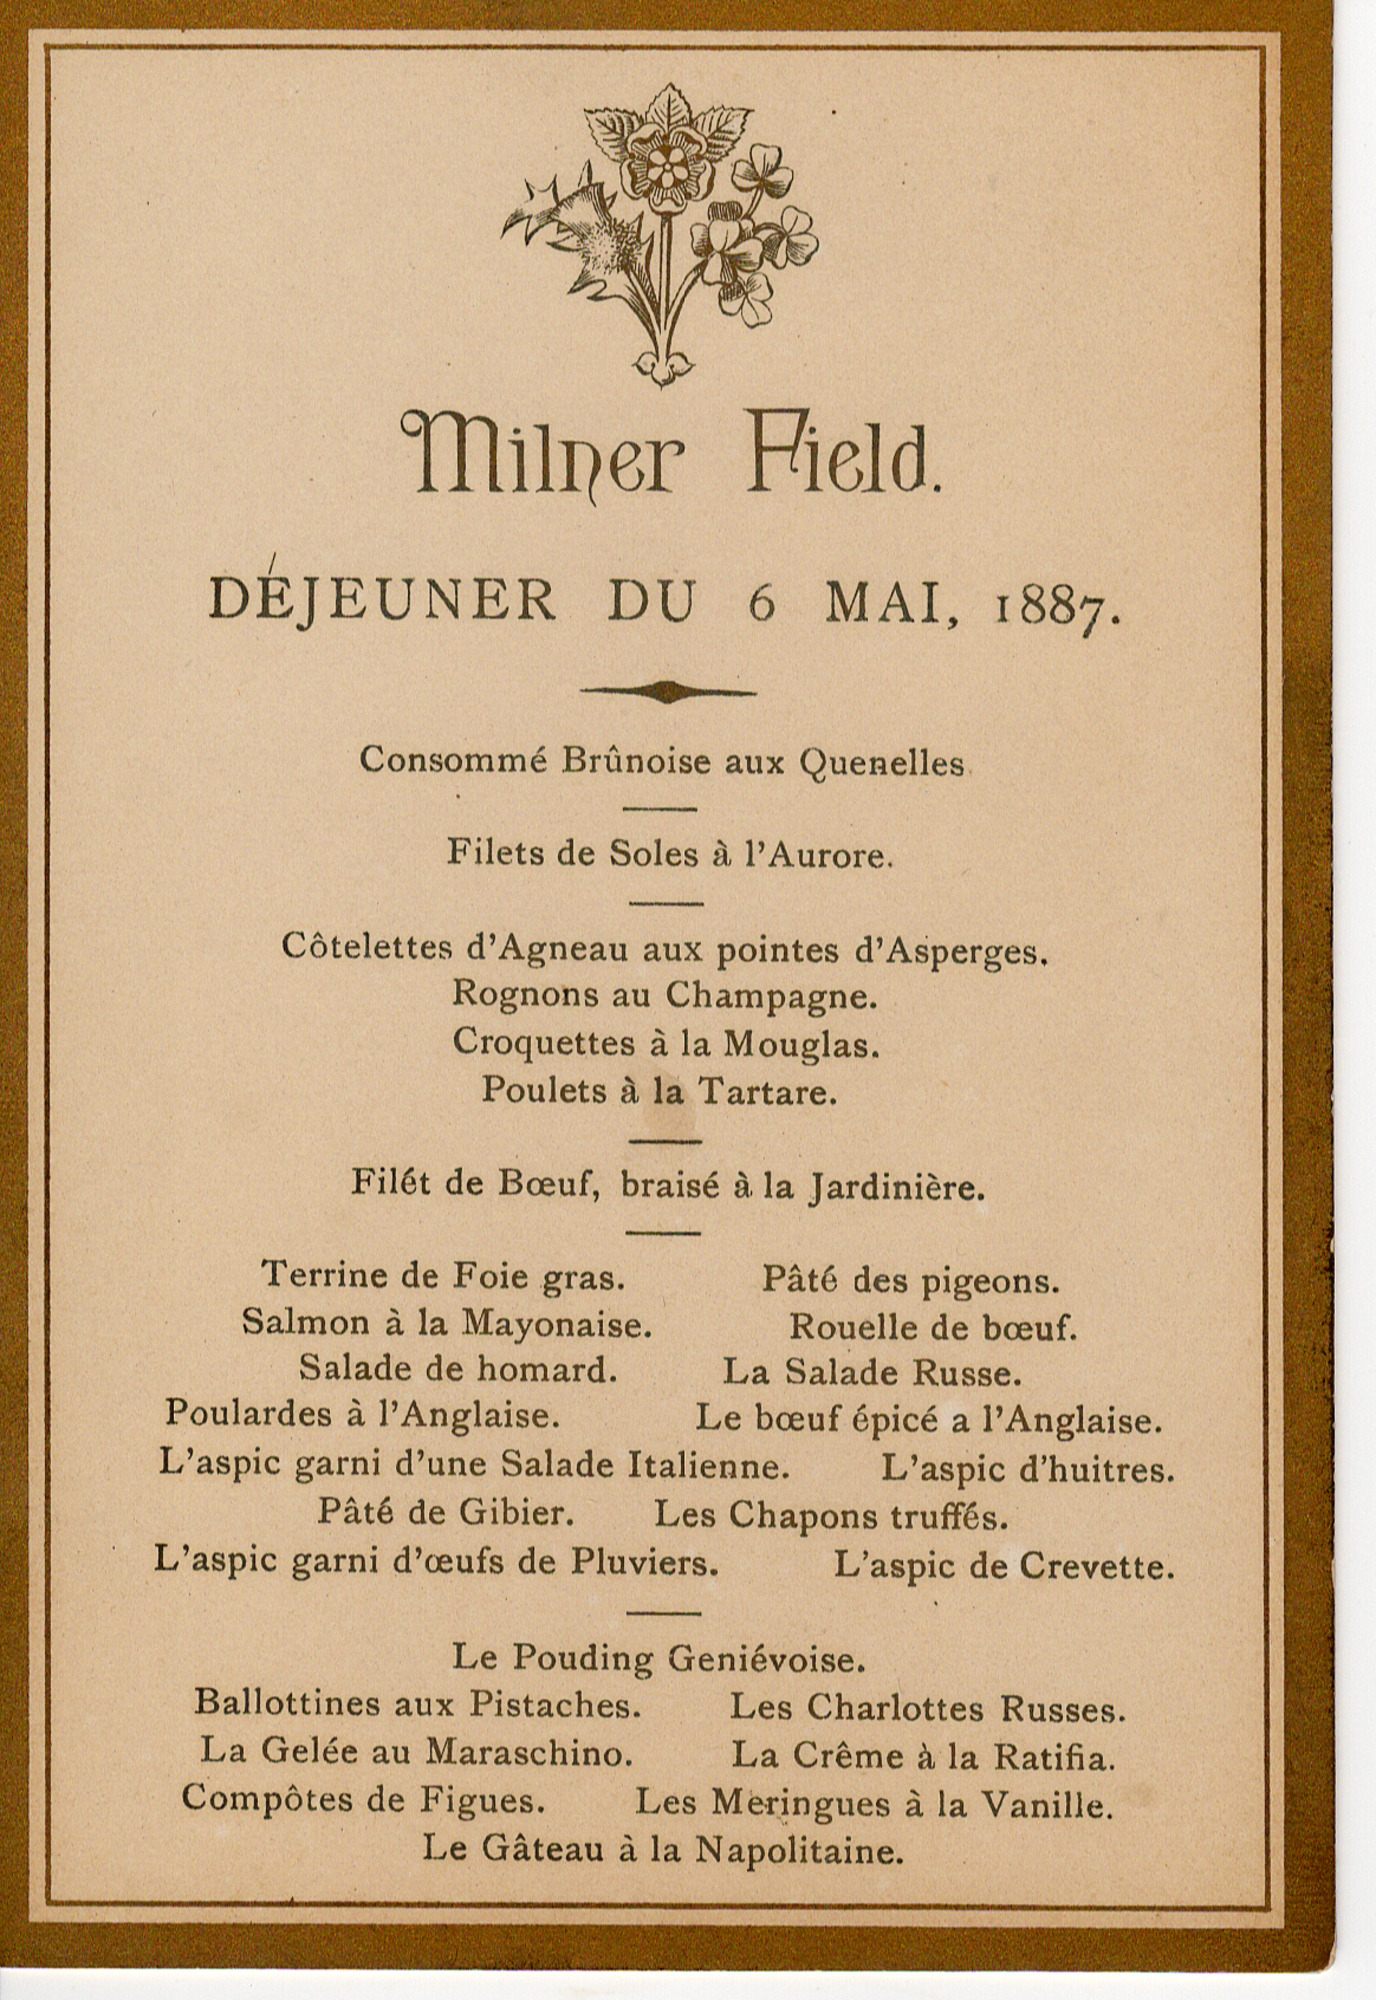 Milner Field.
DÉJEUNER DU 6 MAI, 1887.
Consommé Brûnoise aux Quenelles.
Filets de Soles à l'Aurore.
Côtelettes d'Agneau aux pointes d'Asperges.
Rognons au Champagne.
Croquettes à la Mouglas.
Poulets à la Tartare.
Filét de Bœuf, braisé à la Jardinière.
Terrine de Foie gras. Pâté des pigeons.
Salmon à la Mayonaise. Rouelle de bœuf.
Salade de homard. La Salade Russe.
Poulardes à l'Anglaise. Le bœuf épicé a l'Anglaise.
L'aspic garni d'une Salade Italienne. L'aspic d'huitres.
Pâté de Gibier. Les Chapons truffés.
L'aspic garni d'œufs de Pluviers. L'aspic de Crevette.
Le Pouding Geniévoise.
Ballottines aux Pistaches. Les Charlottes Russes.
La Gelée au Maraschino. La Crême à la Ratifia.
Compôtes de Figues. Les Meringues à la Vanille.
Le Gâteau à la Napolitaine.